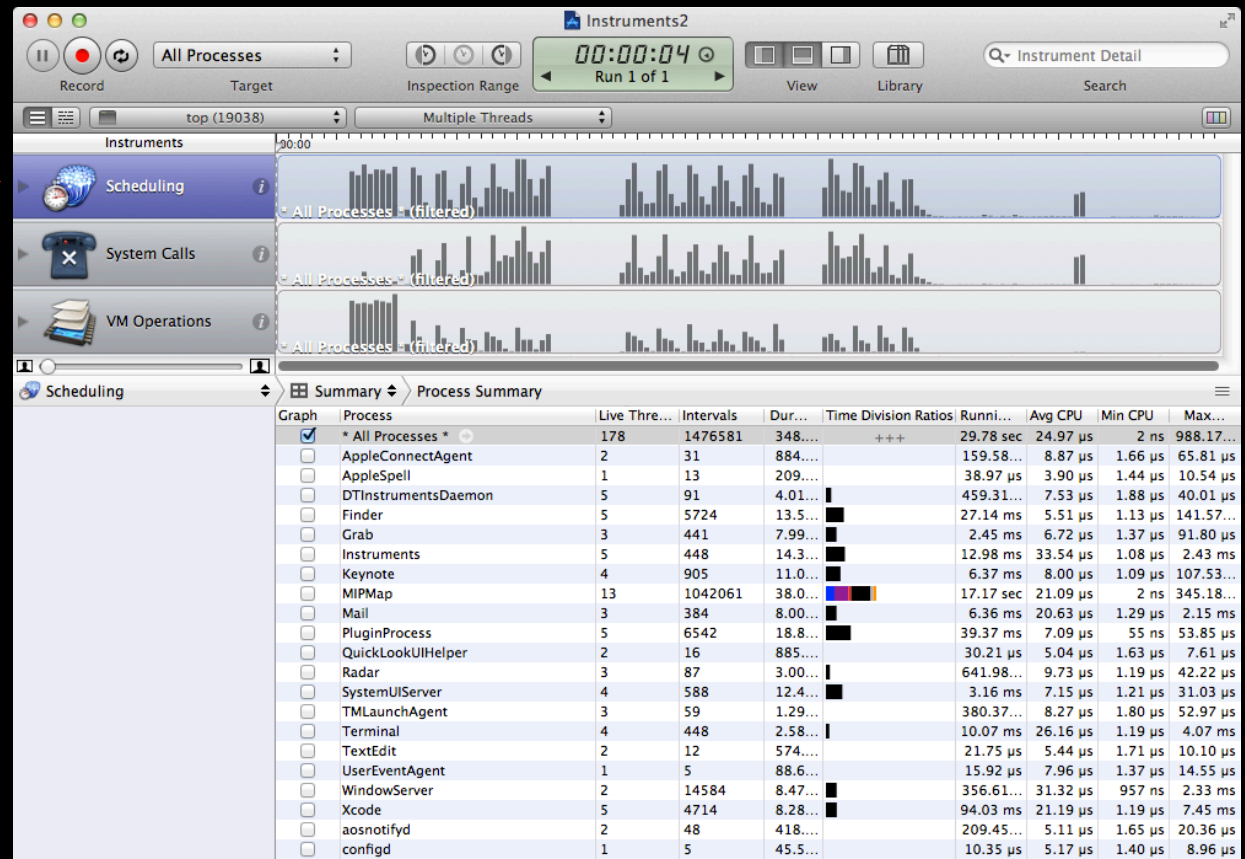 Instruments2
All Processes
00:00:04
Run 1 of 1
Instrument Detail
Record Target Inspection Range View Library Search
top (19038) Multiple Threads
Instruments 00:00
Scheduling
* All Processes * (filtered)
System Calls
* All Processes * (filtered)
VM Operations
* All Processes * (filtered)
Scheduling Summary Process Summary
Graph Process Live Thre... Intervals Dur... Time Division Ratios Runni... Avg CPU Min CPU Max...
* All Processes * 178 1476581 348.... +++ 29.78 sec 24.97 µs 2 ns 988.17...
AppleConnectAgent 2 31 884.... 159.58... 8.87 µs 1.66 µs 65.81 µs
AppleSpell 1 13 209.... 38.97 µs 3.90 µs 1.44 µs 10.54 µs
DTInstrumentsDaemon 5 91 4.01... 459.31... 7.53 µs 1.88 µs 40.01 µs
Finder 5 5724 13.5... 27.14 ms 5.51 µs 1.13 µs 141.57...
Grab 3 441 7.99... 2.45 ms 6.72 µs 1.37 µs 91.80 µs
Instruments 5 448 14.3... 12.98 ms 33.54 µs 1.08 µs 2.43 ms
Keynote 4 905 11.0... 6.37 ms 8.00 µs 1.09 µs 107.53...
MIPMap 13 1042061 38.0... 17.17 sec 21.09 µs 2 ns 345.18...
Mail 3 384 8.00... 6.36 ms 20.63 µs 1.29 µs 2.15 ms
PluginProcess 5 6542 18.8... 39.37 ms 7.09 µs 55 ns 53.85 µs
QuickLookUIHelper 2 16 885.... 30.21 µs 5.04 µs 1.63 µs 7.61 µs
Radar 3 87 3.00... 641.98... 9.73 µs 1.19 µs 42.22 µs
SystemUIServer 4 588 12.4... 3.16 ms 7.15 µs 1.21 µs 31.03 µs
TMLaunchAgent 3 59 1.29... 380.37... 8.27 µs 1.80 µs 52.97 µs
Terminal 4 448 2.58... 10.07 ms 26.16 µs 1.19 µs 4.07 ms
TextEdit 2 12 574.... 21.75 µs 5.44 µs 1.71 µs 10.10 µs
UserEventAgent 1 5 88.6... 15.92 µs 7.96 µs 1.37 µs 14.55 µs
WindowServer 2 14584 8.47... 356.61... 31.32 µs 957 ns 2.33 ms
Xcode 5 4714 8.28... 94.03 ms 21.19 µs 1.19 µs 7.45 ms
aosnotifyd 2 48 418.... 209.45... 5.11 µs 1.65 µs 20.36 µs
configd 1 5 45.5... 10.35 µs 5.17 µs 1.40 µs 8.96 µs